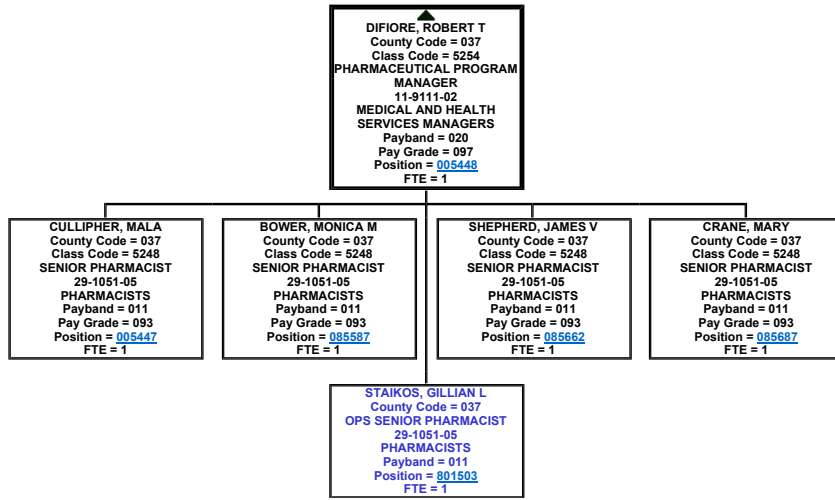 DIFIORE, ROBERT T
County Code = 037
Class Code = 5254
PHARMACEUTICAL PROGRAM
MANAGER
11-9111-02
MEDICAL AND HEALTH
SERVICES MANAGERS
Payband = 020
Pay Grade = 097
Position = 005448
FTE = 1
CULLIPHER, MALA
County Code = 037
Class Code = 5248
SENIOR PHARMACIST
29-1051-05
PHARMACISTS
Payband = 011
Pay Grade = 093
Position = 005447
FTE = 1
BOWER, MONICA M
County Code = 037
Class Code = 5248
SENIOR PHARMACIST
29-1051-05
PHARMACISTS
Payband = 011
Pay Grade = 093
Position = 085587
FTE = 1
SHEPHERD, JAMES V
County Code = 037
Class Code = 5248
SENIOR PHARMACIST
29-1051-05
PHARMACISTS
Payband = 011
Pay Grade = 093
Position = 085662
FTE = 1
CRANE, MARY
County Code = 037
Class Code = 5248
SENIOR PHARMACIST
29-1051-05
PHARMACISTS
Payband = 011
Pay Grade = 093
Position = 085687
FTE = 1
STAIKOS, GILLIAN L
County Code = 037
OPS SENIOR PHARMACIST
29-1051-05
PHARMACISTS
Payband = 011
Position = 801503
FTE = 1